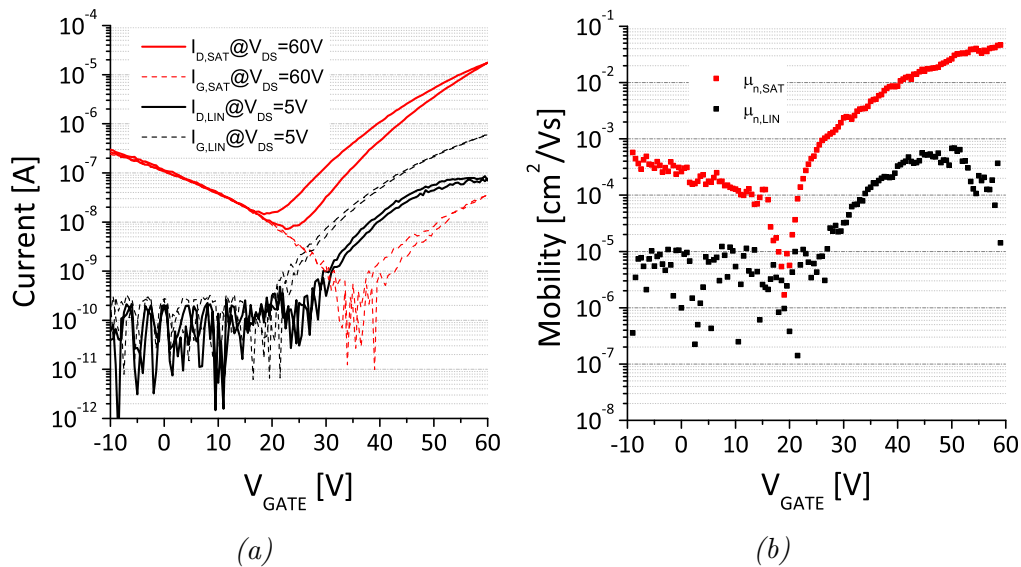 I_D,SAT@V_DS=60V
I_G,SAT@V_DS=60V
I_D,LIN@V_DS=5V
I_G,LIN@V_DS=5V
Current [A]
10^-4
10^-5
10^-6
10^-7
10^-8
10^-9
10^-10
10^-11
10^-12
-10 0 10 20 30 40 50 60
V_GATE [V]
(a)
μ_n,SAT
μ_n,LIN
Mobility [cm^2/Vs]
10^-1
10^-2
10^-3
10^-4
10^-5
10^-6
10^-7
10^-8
-10 0 10 20 30 40 50 60
V_GATE [V]
(b)